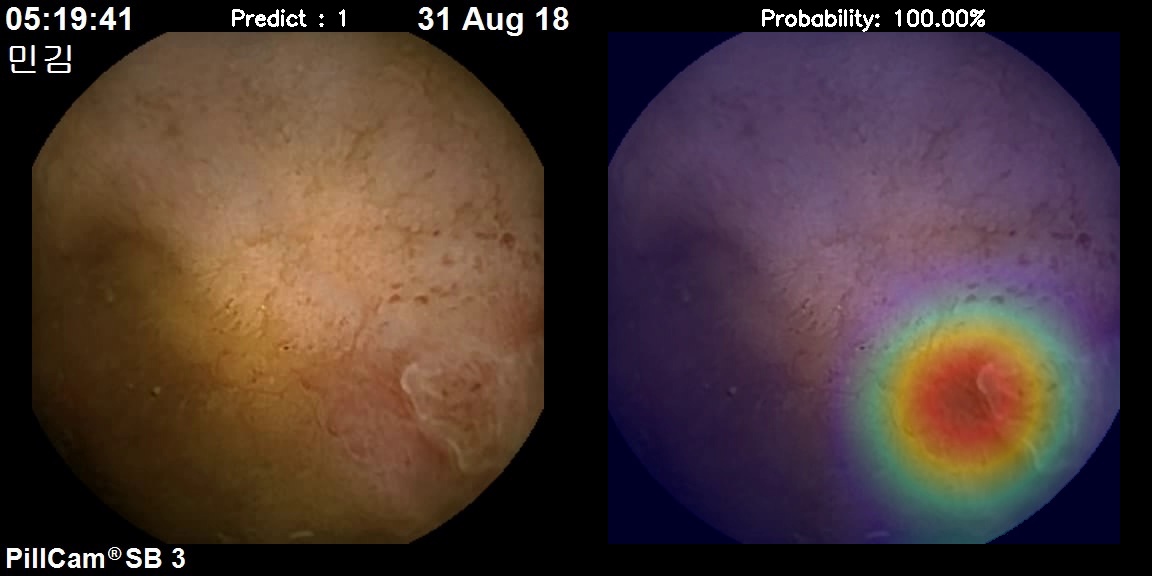 05:19:41 Predict : 1 31 Aug 18 Probability: 100.00%
민김
PillCam® SB 3